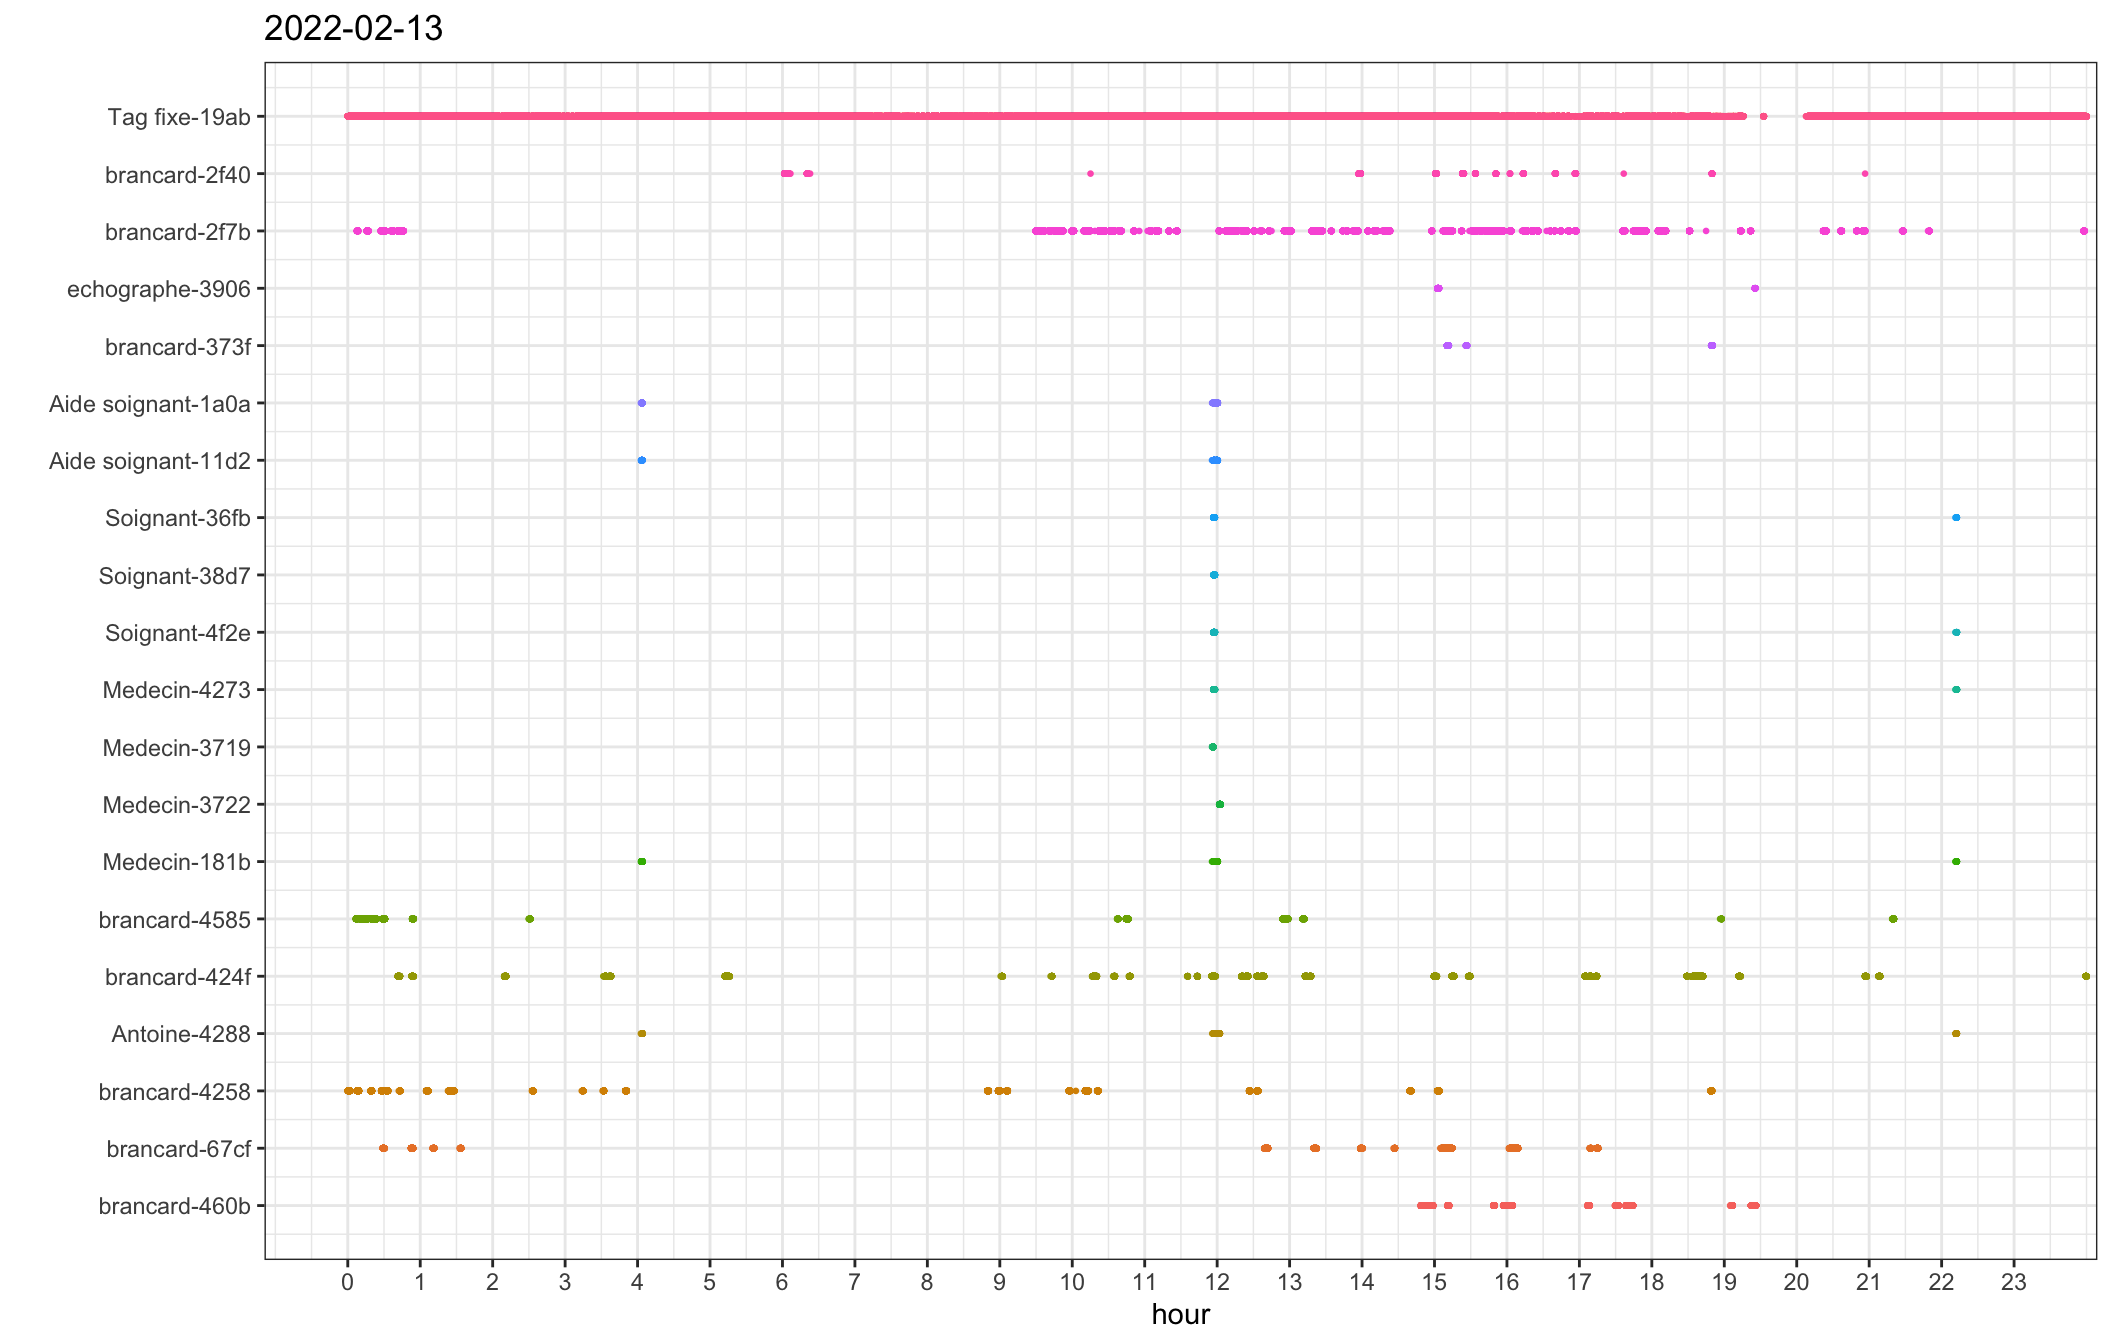 2022-02-13
Tag fixe-19ab
brancard-2f40
brancard-2f7b
echographe-3906
brancard-373f
Aide soignant-1a0a
Aide soignant-11d2
Soignant-36fb
Soignant-38d7
Soignant-4f2e
Medecin-4273
Medecin-3719
Medecin-3722
Medecin-181b
brancard-4585
brancard-424f
Antoine-4288
brancard-4258
brancard-67cf
brancard-460b
0 1 2 3 4 5 6 7 8 9 10 11 12 13 14 15 16 17 18 19 20 21 22 23
hour